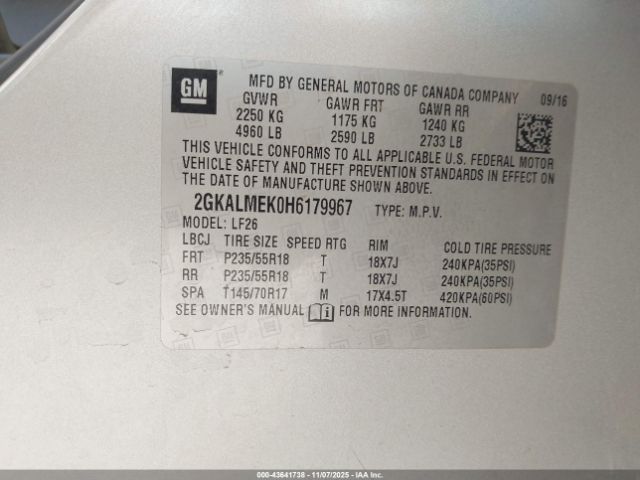 GM ®
MFD BY GENERAL MOTORS OF CANADA COMPANY 09/16
GVWR GAWR FRT GAWR RR
2250 KG 1175 KG 1240 KG
4960 LB 2590 LB 2733 LB
THIS VEHICLE CONFORMS TO ALL APPLICABLE U.S. FEDERAL MOTOR
VEHICLE SAFETY AND THEFT PREVENTION STANDARDS IN EFFECT ON
THE DATE OF MANUFACTURE SHOWN ABOVE.
2GKALMEK0H6179967 TYPE: M.P.V.
MODEL: LF26
LBCJ TIRE SIZE SPEED RTG RIM COLD TIRE PRESSURE
FRT P235/55R18 T 18X7J 240KPA(35PSI)
RR P235/55R18 T 18X7J 240KPA(35PSI)
SPA T145/70R17 M 17X4.5T 420KPA(60PSI)
SEE OWNER'S MANUAL i FOR MORE INFORMATION.
000-43641738 - 11/07/2025 - IAAI.COM